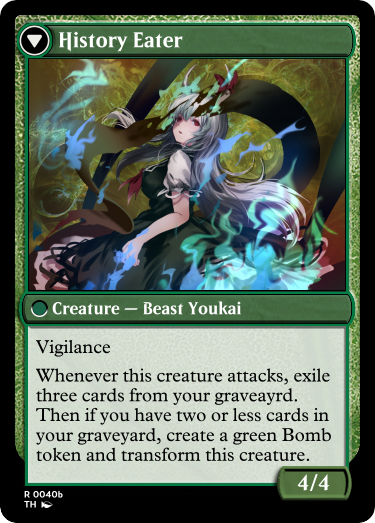 History Eater
Creature — Beast Youkai
Vigilance
Whenever this creature attacks, exile
three cards from your graveayrd.
Then if you have two or less cards in
your graveyard, create a green Bomb
token and transform this creature.
4/4
R 0040b
TH